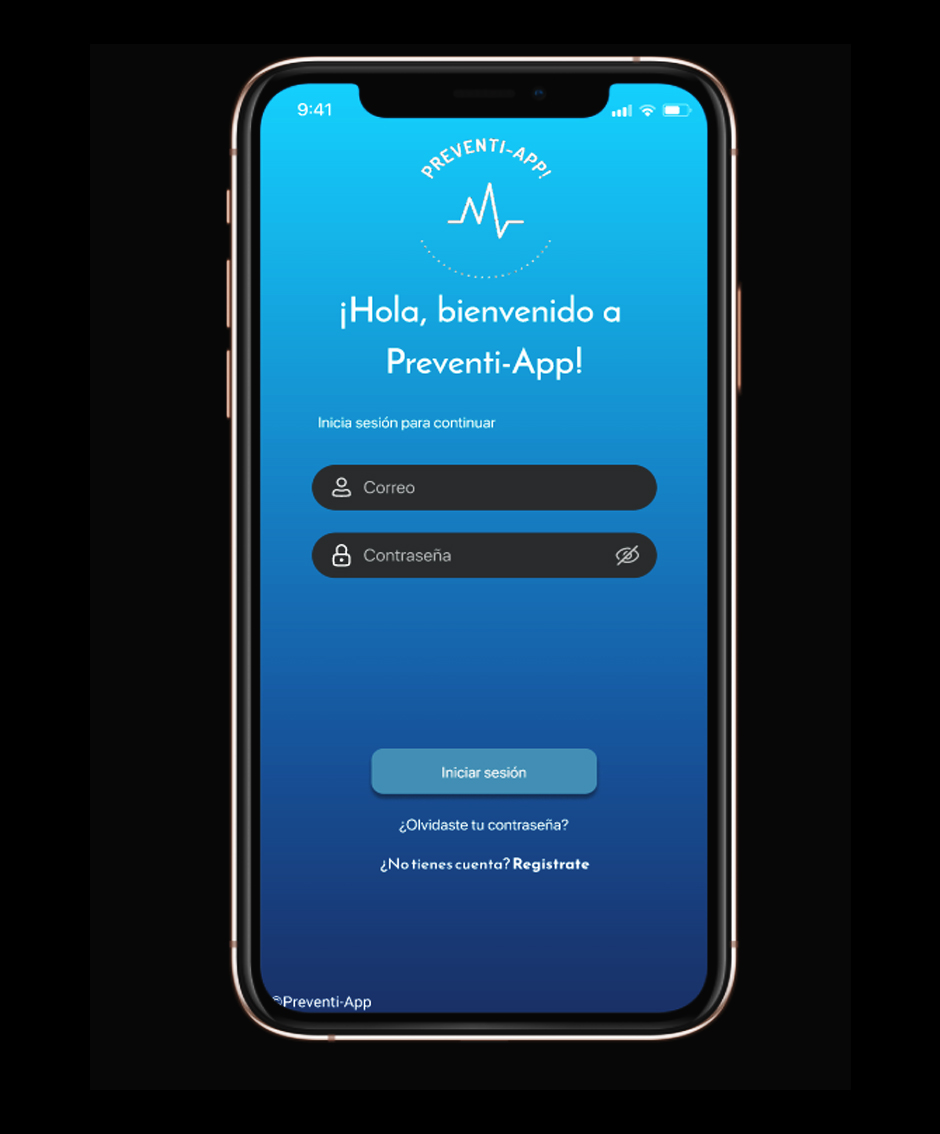 9:41
PREVENTI-APP!
¡Hola, bienvenido a
Preventi-App!
Inicia sesión para continuar
Correo
Contraseña
Iniciar sesión
¿Olvidaste tu contraseña?
¿No tienes cuenta? Registrate
©Preventi-App